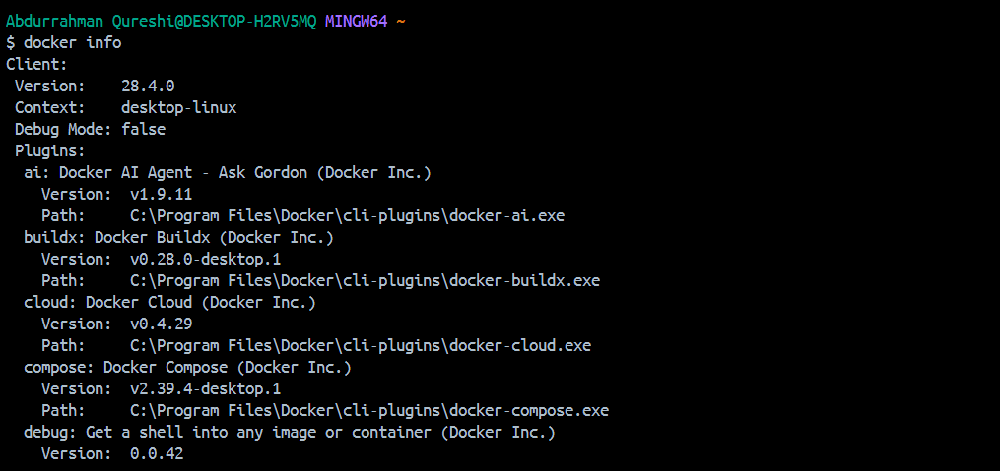 Abdurrahman Qureshi@DESKTOP-H2RV5MQ MINGW64 ~
$ docker info
Client:
 Version:    28.4.0
 Context:    desktop-linux
 Debug Mode: false
 Plugins:
  ai: Docker AI Agent - Ask Gordon (Docker Inc.)
    Version:  v1.9.11
    Path:     C:\Program Files\Docker\cli-plugins\docker-ai.exe
  buildx: Docker Buildx (Docker Inc.)
    Version:  v0.28.0-desktop.1
    Path:     C:\Program Files\Docker\cli-plugins\docker-buildx.exe
  cloud: Docker Cloud (Docker Inc.)
    Version:  v0.4.29
    Path:     C:\Program Files\Docker\cli-plugins\docker-cloud.exe
  compose: Docker Compose (Docker Inc.)
    Version:  v2.39.4-desktop.1
    Path:     C:\Program Files\Docker\cli-plugins\docker-compose.exe
  debug: Get a shell into any image or container (Docker Inc.)
    Version:  0.0.42